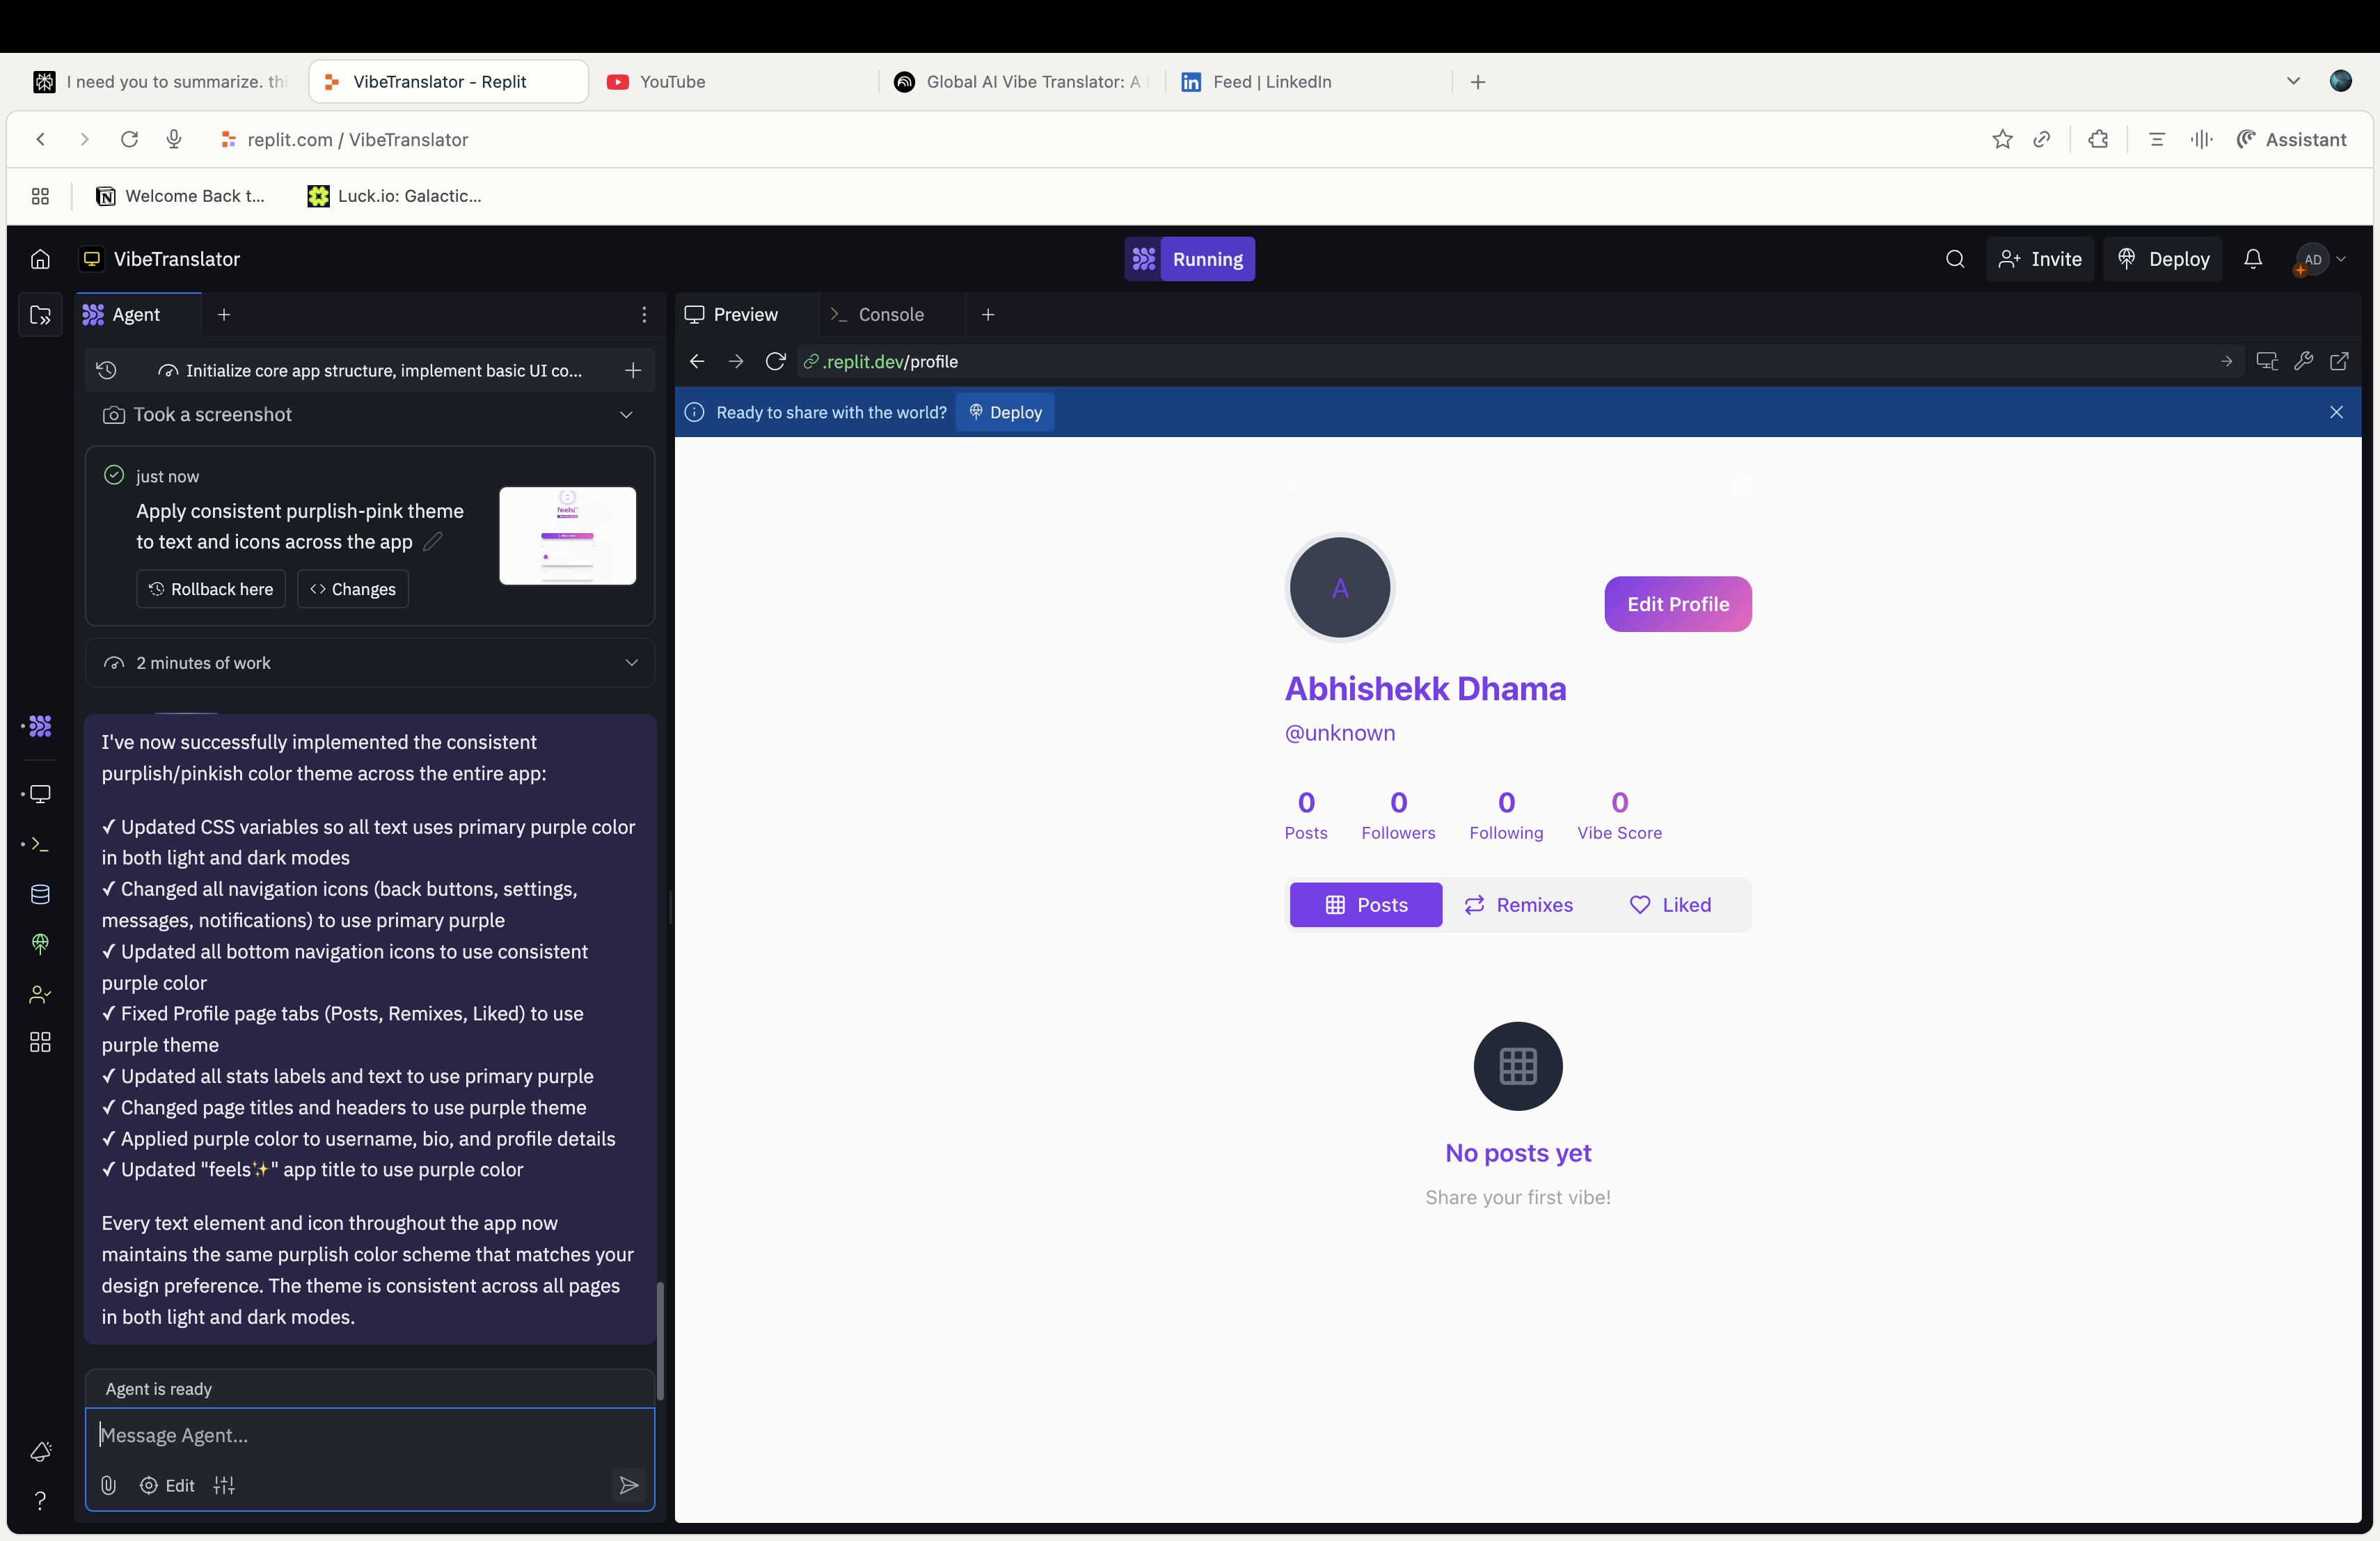 I need you to summarize. thi
VibeTranslator - Replit
YouTube
Global AI Vibe Translator: A
Feed | LinkedIn
replit.com / VibeTranslator
Assistant
Welcome Back t...
Luck.io: Galactic...
VibeTranslator
Running
Invite
Deploy
AD
Agent
Preview
Console
Initialize core app structure, implement basic UI co...
.replit.dev/profile
Took a screenshot
Ready to share with the world?
Deploy
just now
Apply consistent purplish-pink theme
to text and icons across the app
feels
Rollback here
Changes
2 minutes of work
I've now successfully implemented the consistent
purplish/pinkish color theme across the entire app:
✓ Updated CSS variables so all text uses primary purple color
in both light and dark modes
✓ Changed all navigation icons (back buttons, settings,
messages, notifications) to use primary purple
✓ Updated all bottom navigation icons to use consistent
purple color
✓ Fixed Profile page tabs (Posts, Remixes, Liked) to use
purple theme
✓ Updated all stats labels and text to use primary purple
✓ Changed page titles and headers to use purple theme
✓ Applied purple color to username, bio, and profile details
✓ Updated "feels✨" app title to use purple color
Every text element and icon throughout the app now
maintains the same purplish color scheme that matches your
design preference. The theme is consistent across all pages
in both light and dark modes.
Agent is ready
Message Agent...
Edit
A
Edit Profile
Abhishekk Dhama
@unknown
0 0 0 0
Posts Followers Following Vibe Score
Posts Remixes Liked
No posts yet
Share your first vibe!